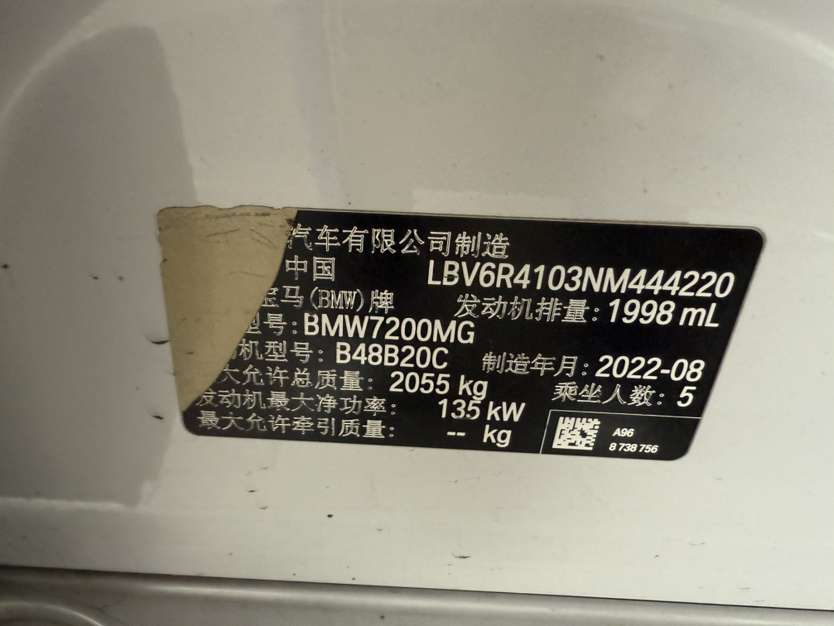 汽车有限公司制造
中国 LBV6R4103NM444220
宝马(BMW)牌 发动机排量: 1998 mL
型号: BMW7200MG
机型号: B48B20C 制造年月: 2022-08
大允许总质量: 2055 kg 乘坐人数: 5
发动机最大净功率: 135 kW
最大允许牵引质量: -- kg
A96
8 738 756